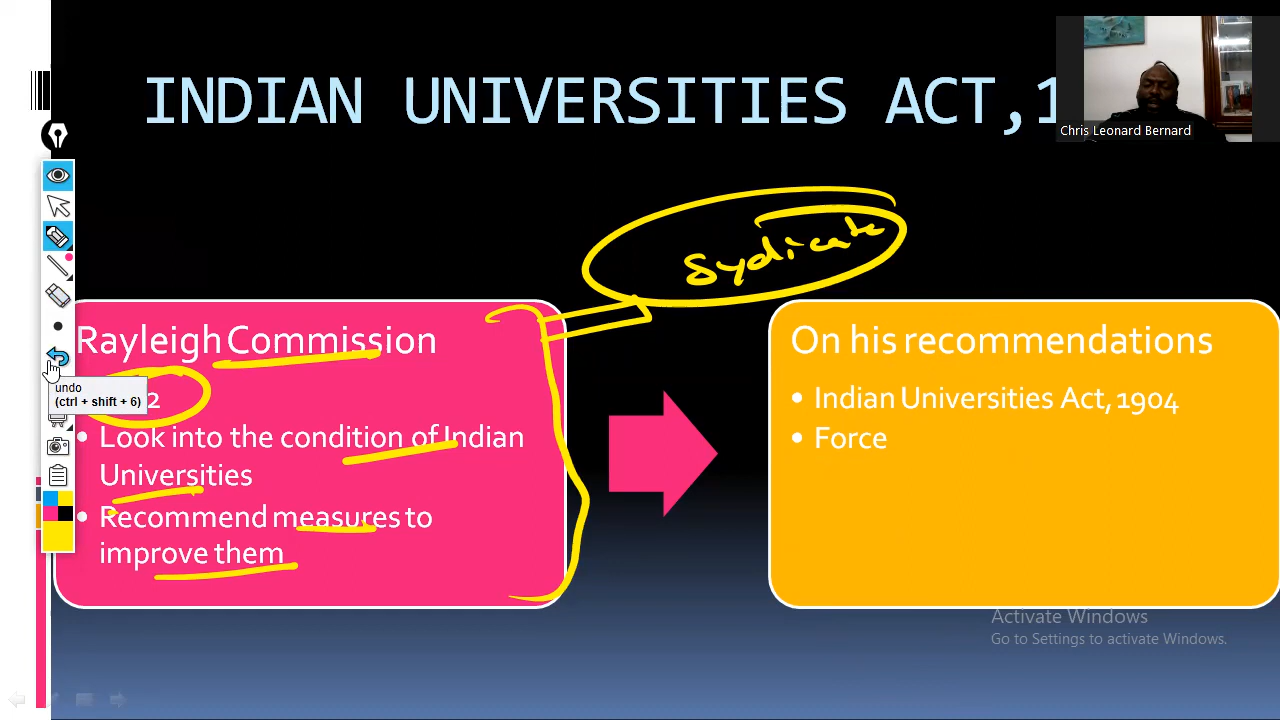 INDIAN UNIVERSITIES ACT,1
Chris Leonard Bernard
Sydicate
Rayleigh Commission
undo
(ctrl + shift + 6)
2
• Look into the condition of Indian
Universities
• Recommend measures to
improve them
On his recommendations
• Indian Universities Act, 1904
• Force
Activate Windows
Go to Settings to activate Windows.